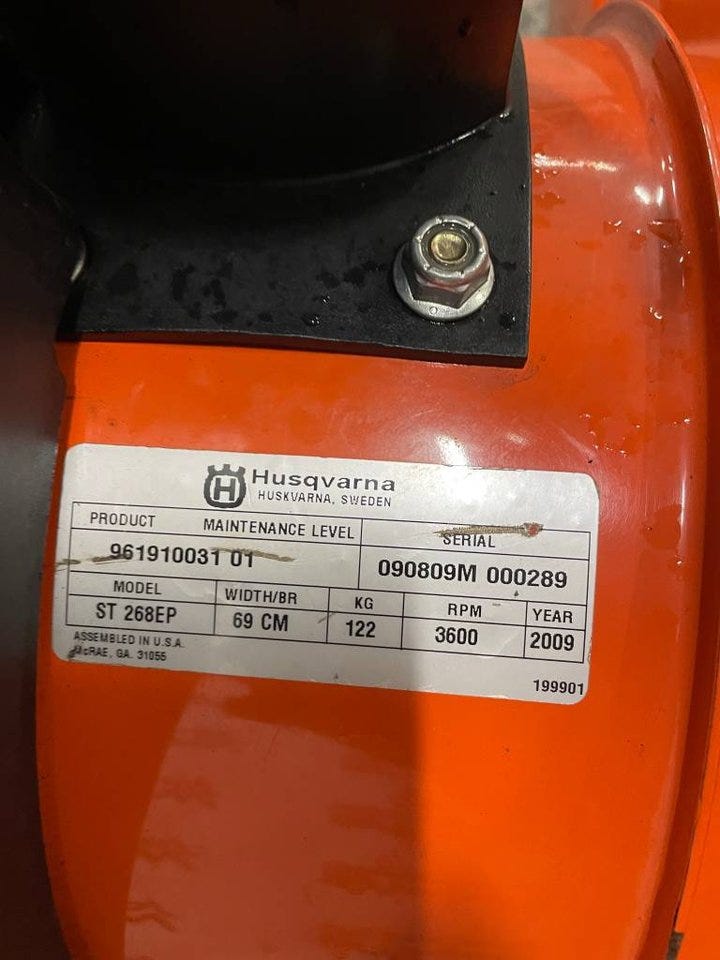 Husqvarna
HUSKVARNA, SWEDEN
PRODUCT MAINTENANCE LEVEL SERIAL
961910031 01 090809M 000289
MODEL WIDTH/BR KG RPM YEAR
ST 268EP 69 CM 122 3600 2009
ASSEMBLED IN U.S.A.
McRAE, GA. 31055
199901